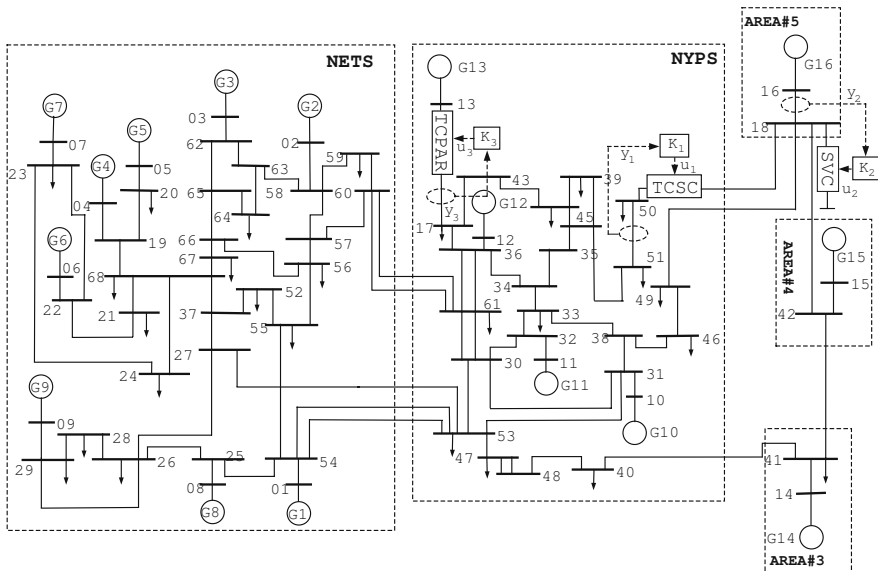 AREA#5
NETS
NYPS
G16
G13
G7
G3
G2
16
y2
G5
03
13
TCPAR
K3
K1
18
07
62
02
u3
y1
u1
SVC
K2
G4
59
23
05
63
43
39
TCSC
u2
20
65
58
60
y3
G12
50
04
64
45
G6
19
66
57
17
12
51
AREA#4
G15
06
68
67
56
36
35
34
49
15
22
21
37
52
61
33
42
55
32
38
46
27
30
11
31
24
G11
10
G9
09
28
53
G10
25
47
41
29
26
54
48
40
14
08
01
G8
G1
G14
AREA#3